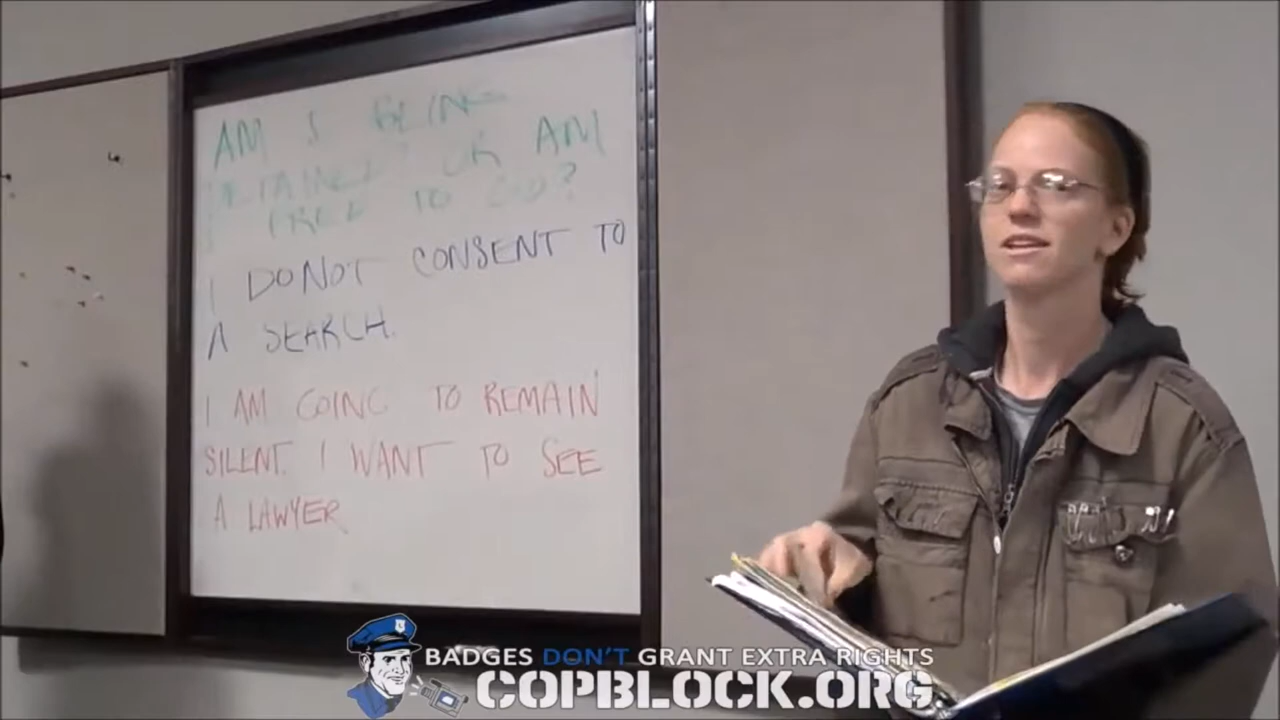 AM I BEING
DETAINED? OR AM
I FREE TO GO?
I DO NOT CONSENT TO
A SEARCH.
I AM GOING TO REMAIN
SILENT. I WANT TO SEE
A LAWYER
BADGES DON'T GRANT EXTRA RIGHTS
COPBLOCK.ORG